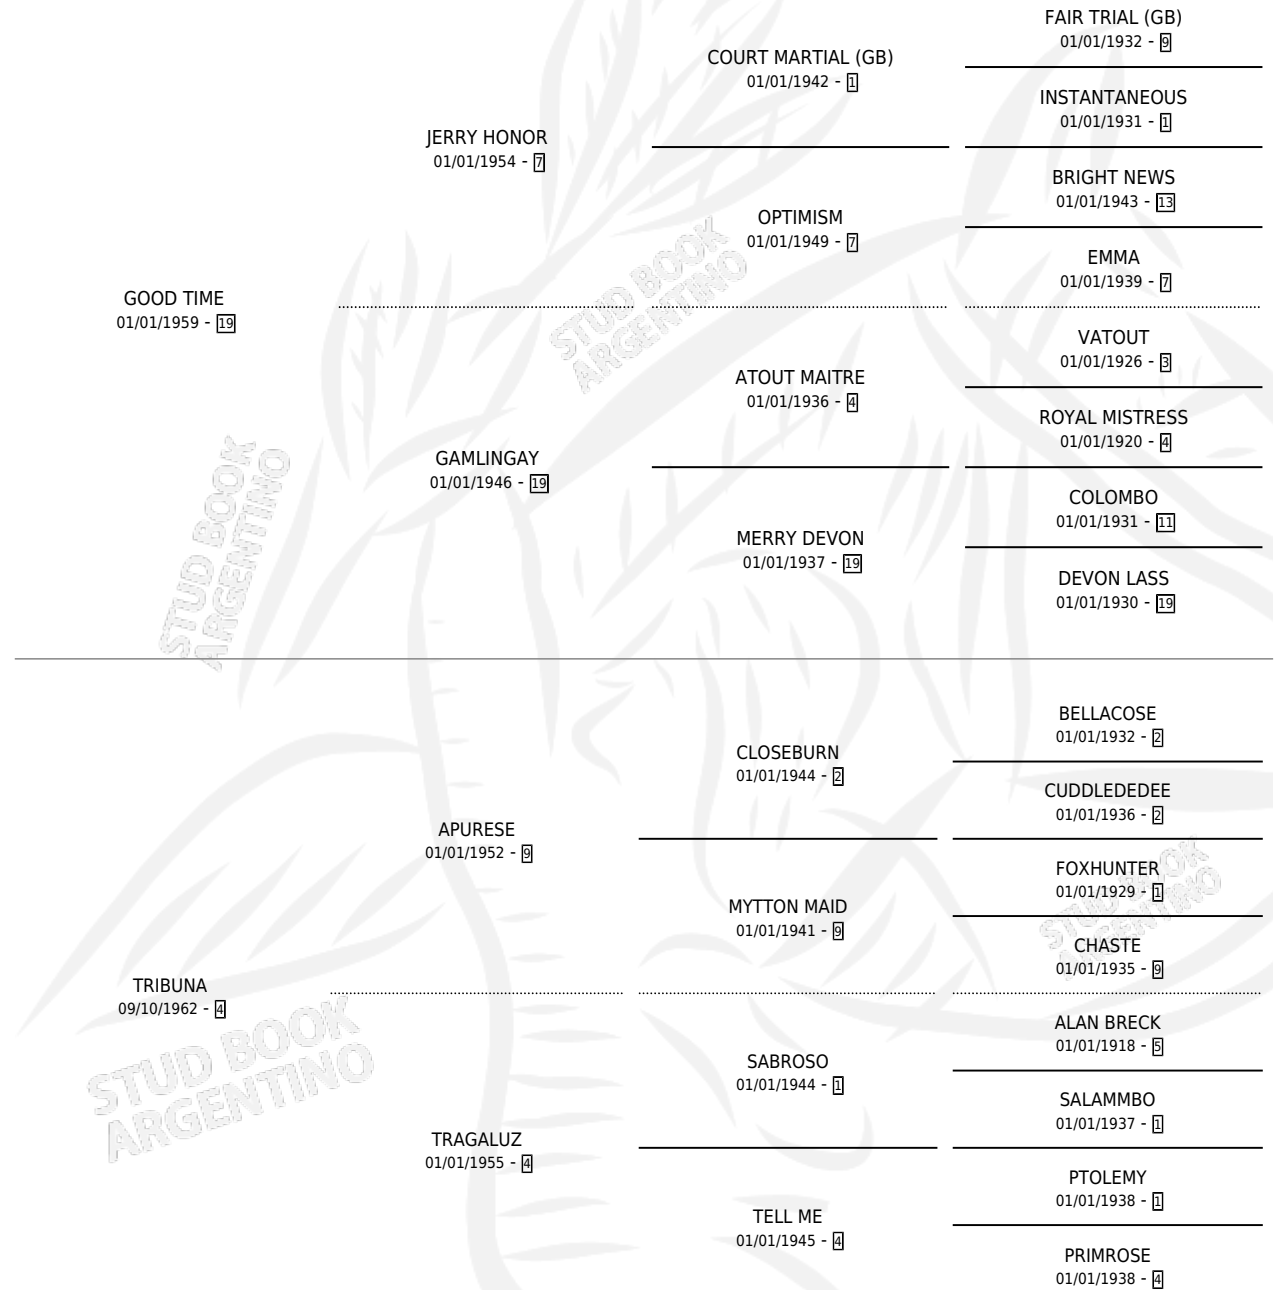 FAIR TRIAL (GB)
01/01/1932 - 9
COURT MARTIAL (GB)
01/01/1942 - 1
INSTANTANEOUS
01/01/1931 - 1
JERRY HONOR
01/01/1954 - 7
BRIGHT NEWS
01/01/1943 - 13
OPTIMISM
01/01/1949 - 7
EMMA
01/01/1939 - 7
GOOD TIME
01/01/1959 - 19
VATOUT
01/01/1926 - 3
ATOUT MAITRE
01/01/1936 - 4
ROYAL MISTRESS
01/01/1920 - 4
GAMLINGAY
01/01/1946 - 19
COLOMBO
01/01/1931 - 11
MERRY DEVON
01/01/1937 - 19
DEVON LASS
01/01/1930 - 19
BELLACOSE
01/01/1932 - 2
CLOSEBURN
01/01/1944 - 2
CUDDLEDEDEE
01/01/1936 - 2
APURESE
01/01/1952 - 9
FOXHUNTER
01/01/1929 - 1
MYTTON MAID
01/01/1941 - 9
CHASTE
01/01/1935 - 9
TRIBUNA
09/10/1962 - 4
ALAN BRECK
01/01/1918 - 5
SABROSO
01/01/1944 - 1
SALAMMBO
01/01/1937 - 1
TRAGALUZ
01/01/1955 - 4
PTOLEMY
01/01/1938 - 1
TELL ME
01/01/1945 - 4
PRIMROSE
01/01/1938 - 4
STUD BOOK
ARGENTINO
STUD BOOK
ARGENTINO
STUD BOOK
ARGENTINO
STUD BOOK
ARGENTINO